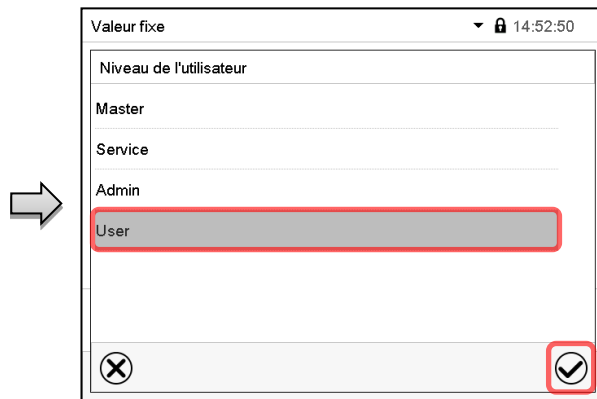 Valeur fixe 14:52:50
Niveau de l'utilisateur
Master
Service
Admin
User